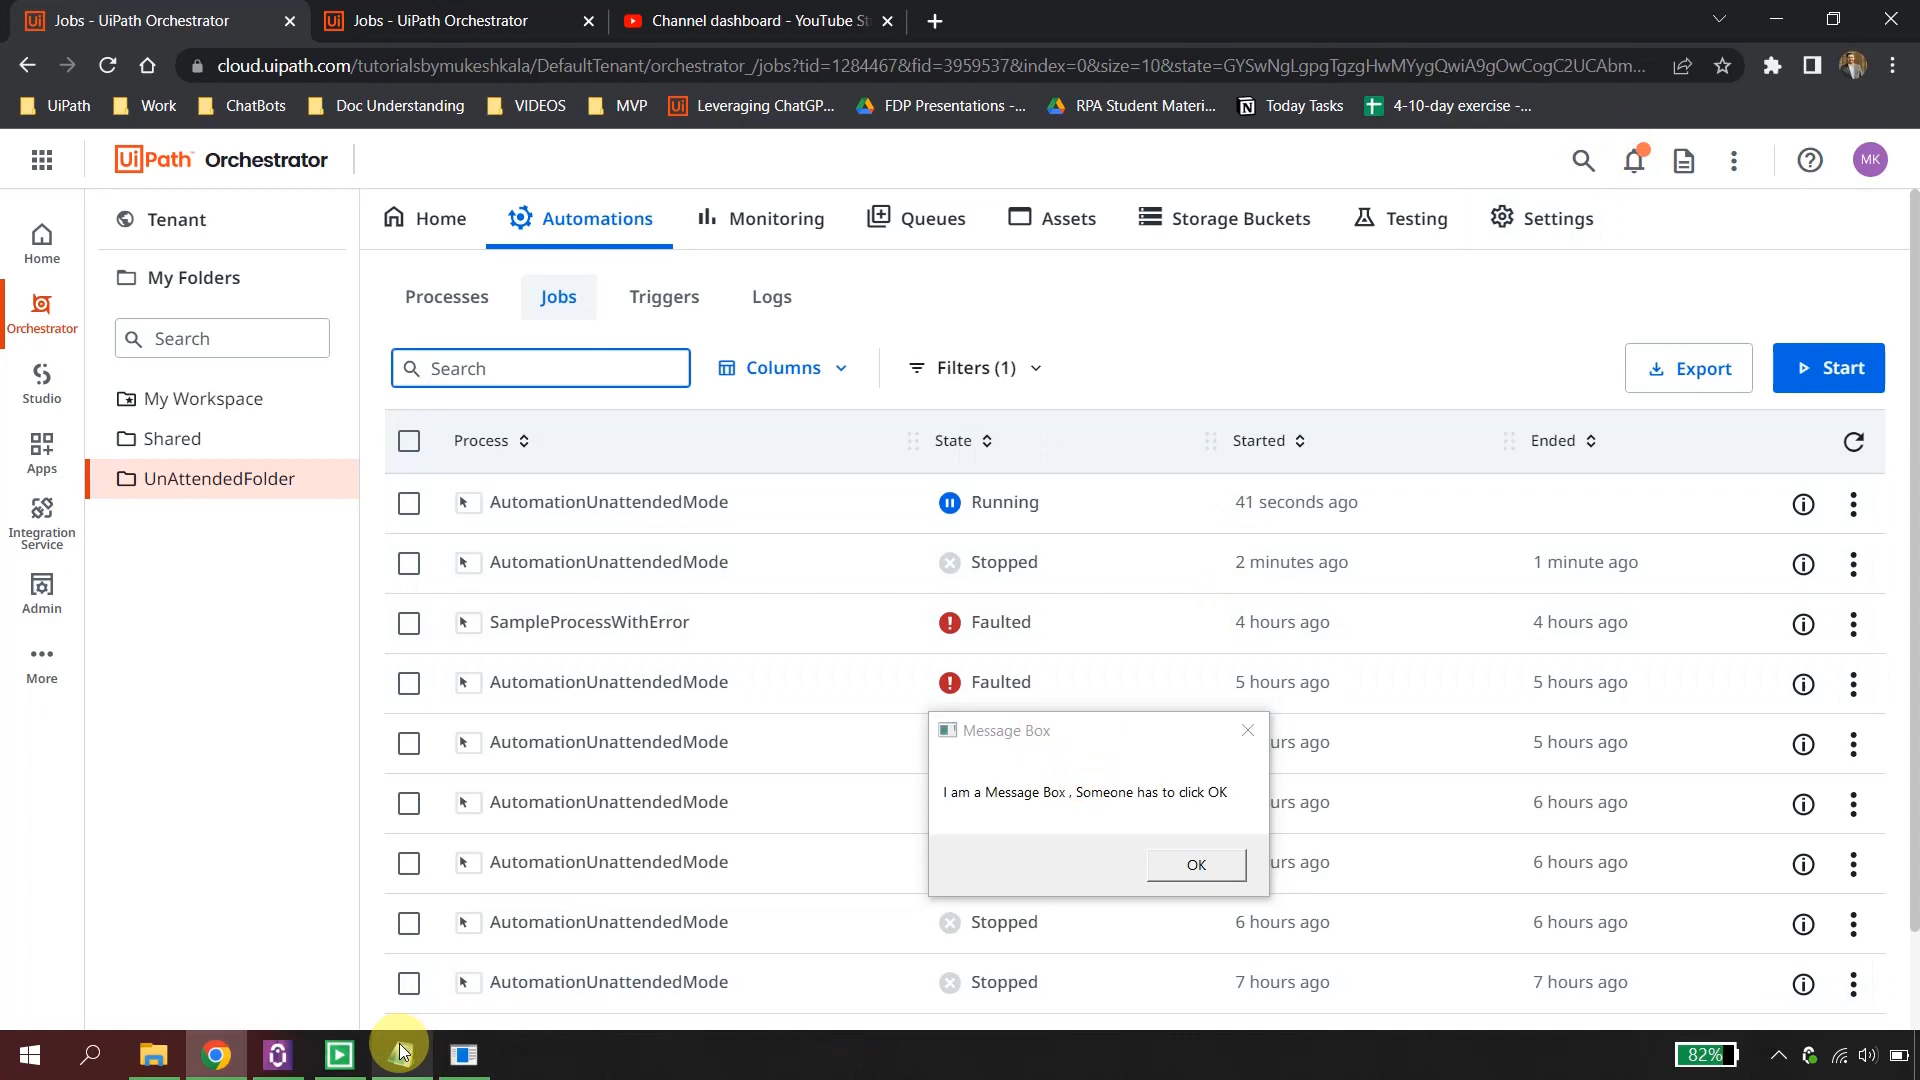 Jobs - UiPath Orchestrator
Jobs - UiPath Orchestrator
Channel dashboard - YouTube St
cloud.uipath.com/tutorialsbymukeshkala/DefaultTenant/orchestrator_/jobs?tid=1284467&fid=3959537&index=0&size=10&state=GYSwNgLgpgTgzgHwMYygQwiA9gOwCogC2UCAbm...
UiPath
Work
ChatBots
Doc Understanding
VIDEOS
MVP
Leveraging ChatGP...
FDP Presentations -...
RPA Student Materi...
Today Tasks
4-10-day exercise -...
UiPath Orchestrator
MK
Home
Orchestrator
Studio
Apps
Integration
Service
Admin
More
Tenant
My Folders
Search
My Workspace
Shared
UnAttendedFolder
Home
Automations
Monitoring
Queues
Assets
Storage Buckets
Testing
Settings
Processes
Jobs
Triggers
Logs
Search
Columns
Filters (1)
Export
Start
Process State Started Ended
AutomationUnattendedMode Running 41 seconds ago
AutomationUnattendedMode Stopped 2 minutes ago 1 minute ago
SampleProcessWithError Faulted 4 hours ago 4 hours ago
AutomationUnattendedMode Faulted 5 hours ago 5 hours ago
AutomationUnattendedMode urs ago 5 hours ago
AutomationUnattendedMode urs ago 6 hours ago
AutomationUnattendedMode urs ago 6 hours ago
AutomationUnattendedMode Stopped 6 hours ago 6 hours ago
AutomationUnattendedMode Stopped 7 hours ago 7 hours ago
Message Box
I am a Message Box , Someone has to click OK
OK
82%